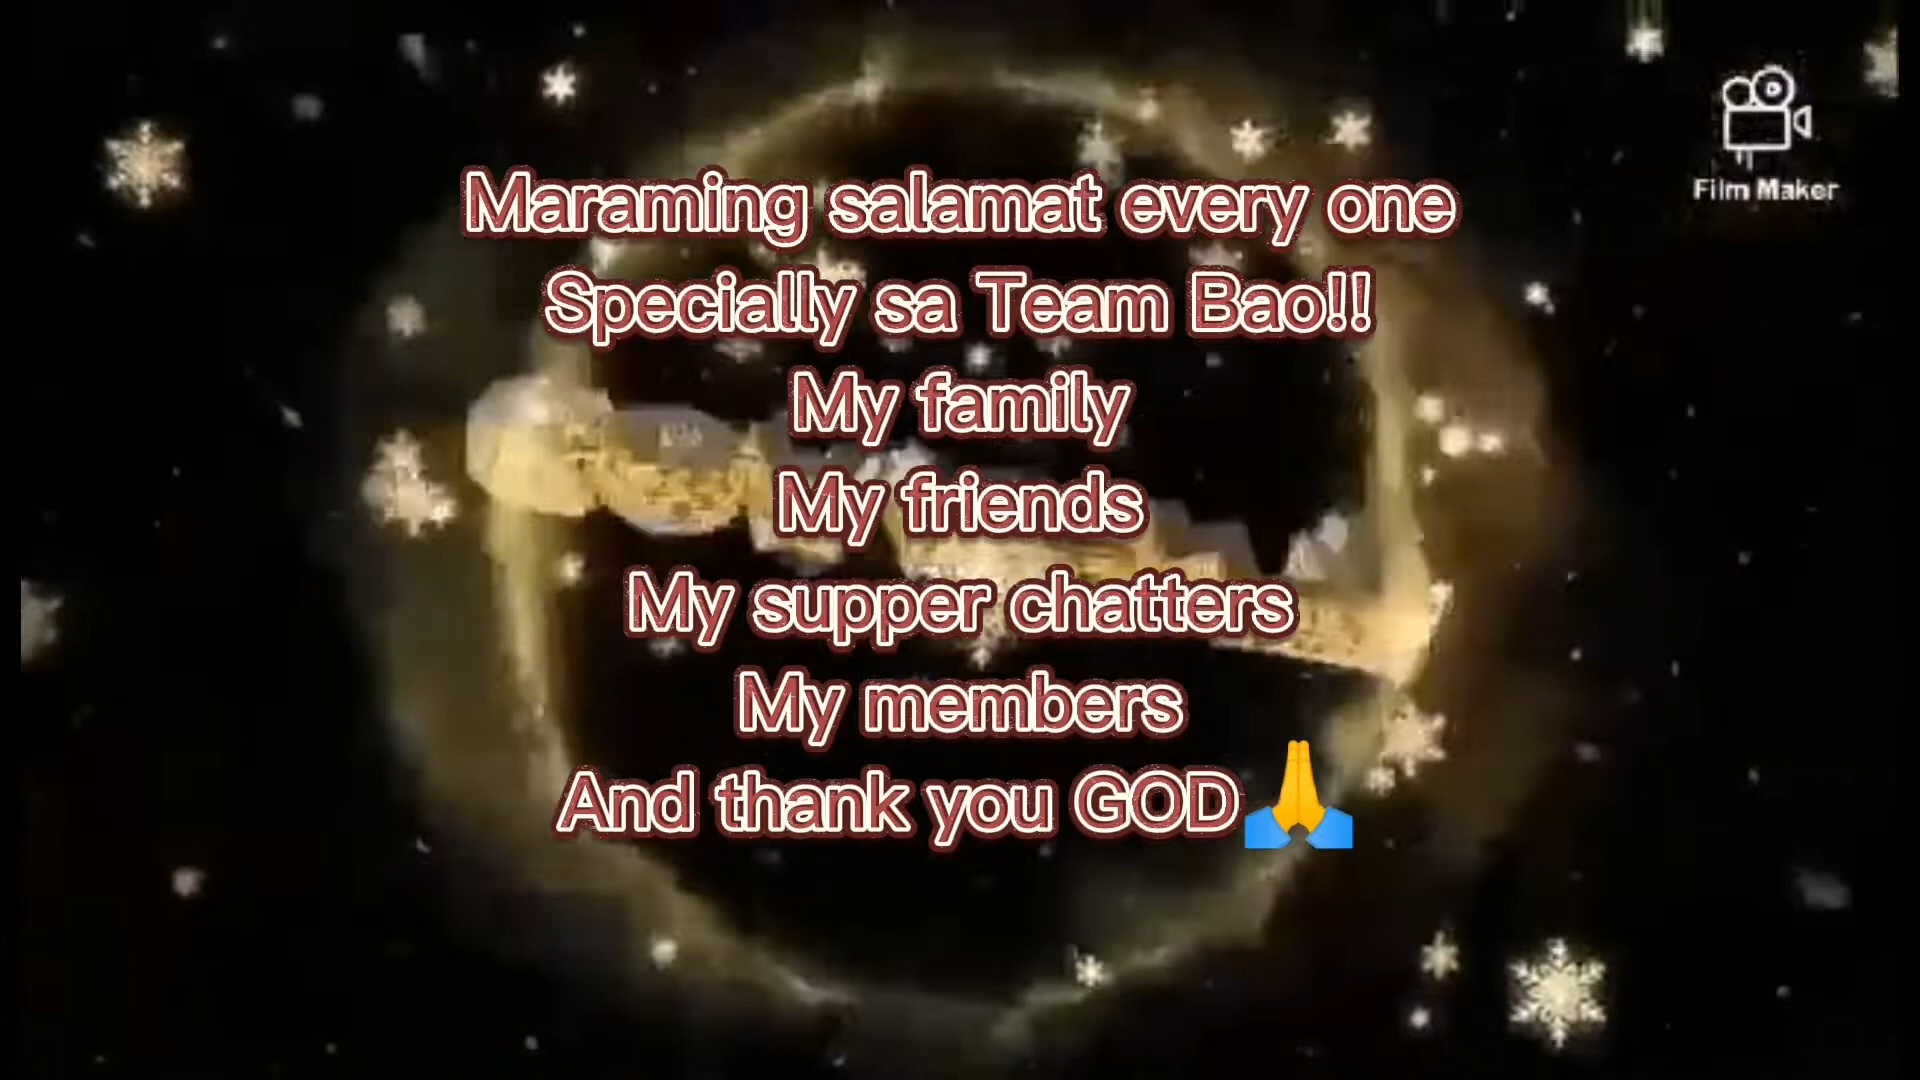 Film Maker
Maraming salamat every one
Specially sa Team Bao!!
My family
My friends
My supper chatters
My members
And thank you GOD🙏